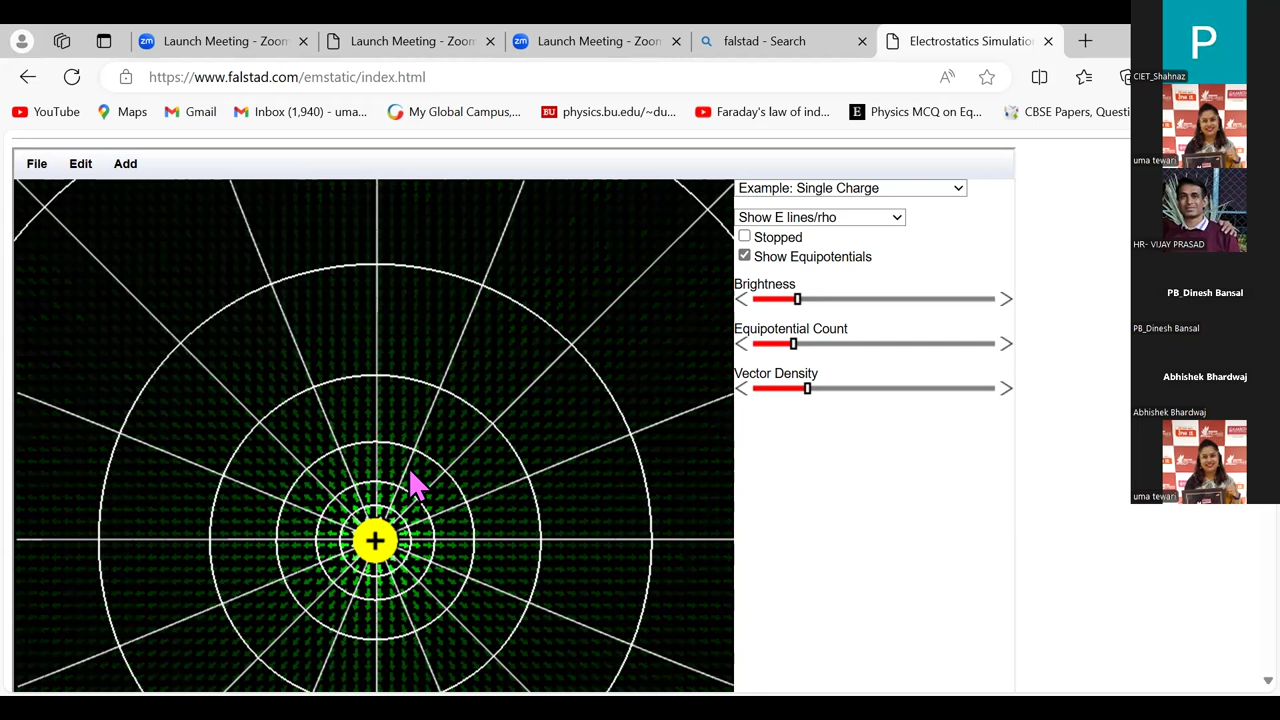 Launch Meeting - Zoom
Launch Meeting - Zoom
Launch Meeting - Zoom
falstad - Search
Electrostatics Simulation
https://www.falstad.com/emstatic/index.html
YouTube
Maps
Gmail
Inbox (1,940) - uma...
My Global Campus,...
physics.bu.edu/~du...
Faraday's law of ind...
Physics MCQ on Eq...
CBSE Papers, Questi
File Edit Add
Example: Single Charge
Show E lines/rho
Stopped
Show Equipotentials
Brightness
Equipotential Count
Vector Density
+
P
CIET_Shahnaz
uma tewari
HR- VIJAY PRASAD
PB_Dinesh Bansal
PB_Dinesh Bansal
Abhishek Bhardwaj
Abhishek Bhardwaj
uma tewari